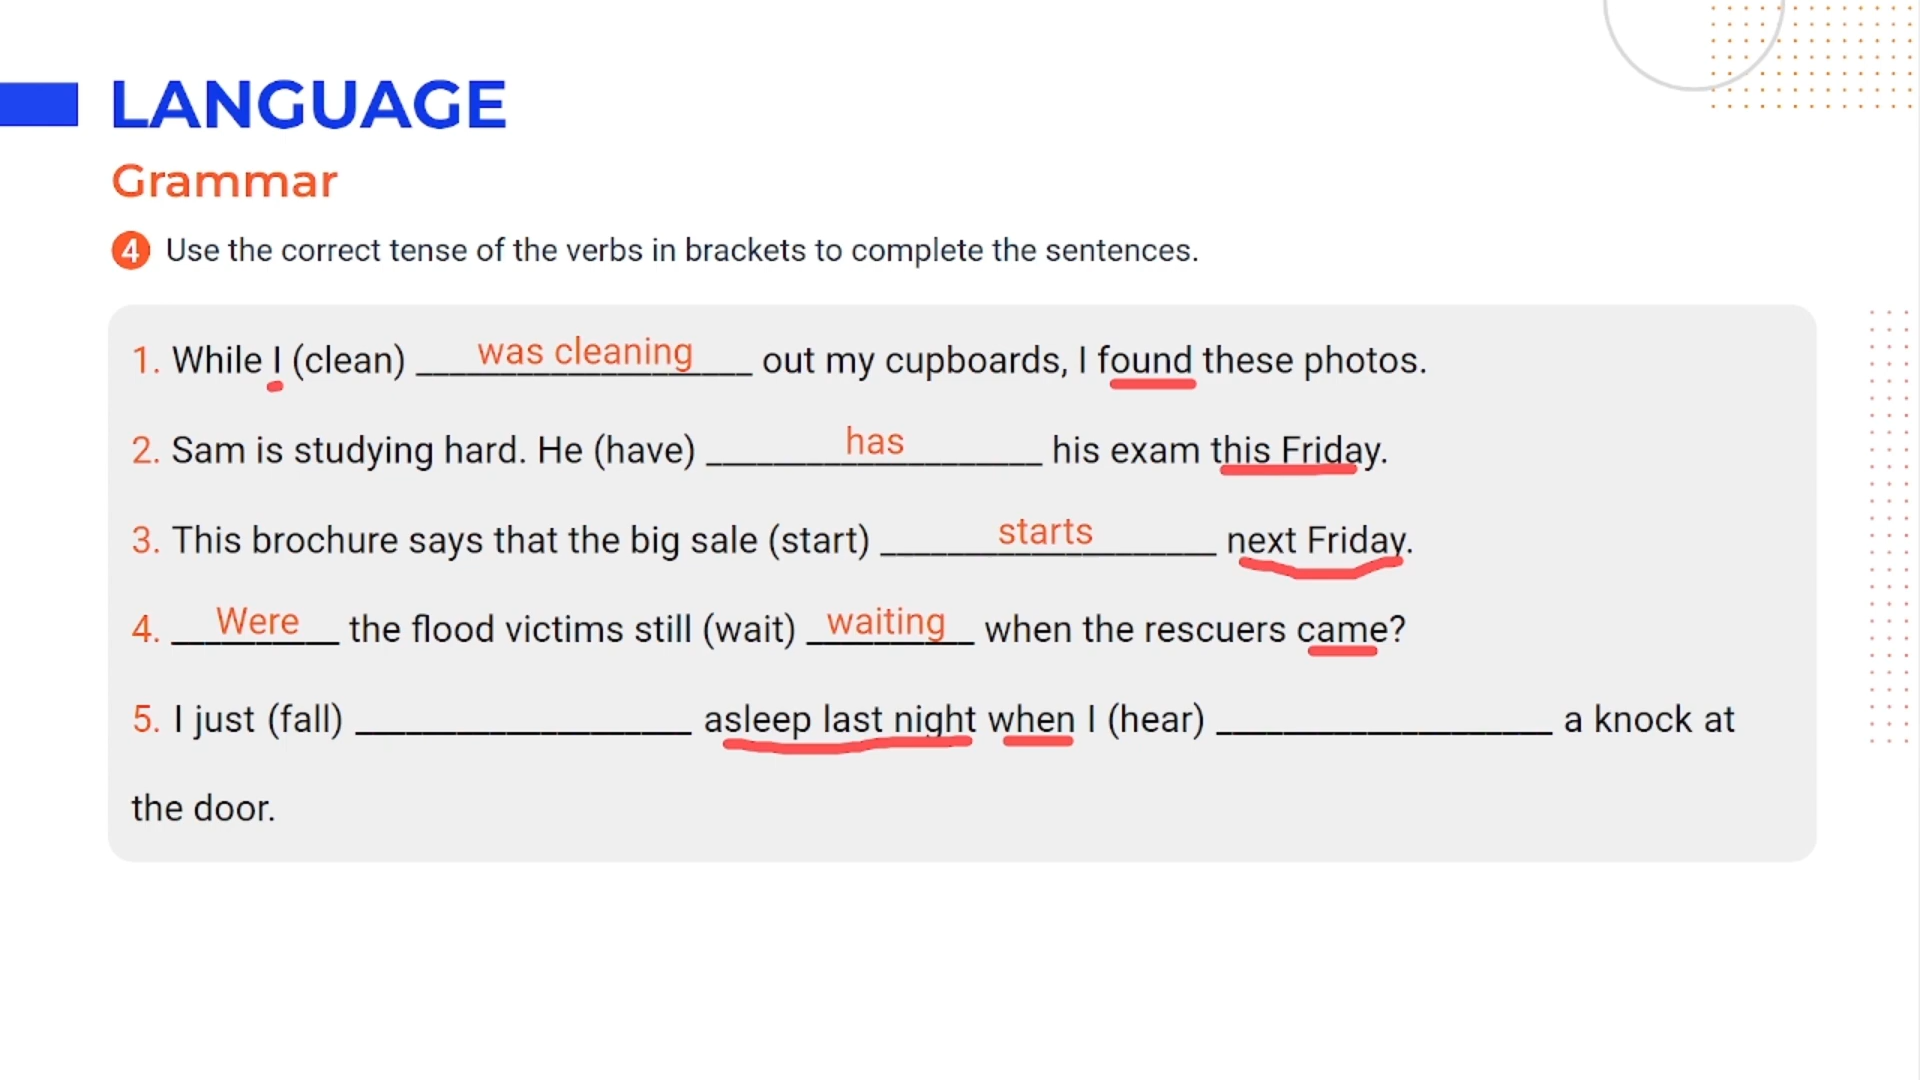 LANGUAGE
Grammar
4 Use the correct tense of the verbs in brackets to complete the sentences.
1. While I (clean) was cleaning out my cupboards, I found these photos.
2. Sam is studying hard. He (have) has his exam this Friday.
3. This brochure says that the big sale (start) starts next Friday.
4. Were the flood victims still (wait) waiting when the rescuers came?
5. I just (fall) ____________________ asleep last night when I (hear) ____________________ a knock at
the door.